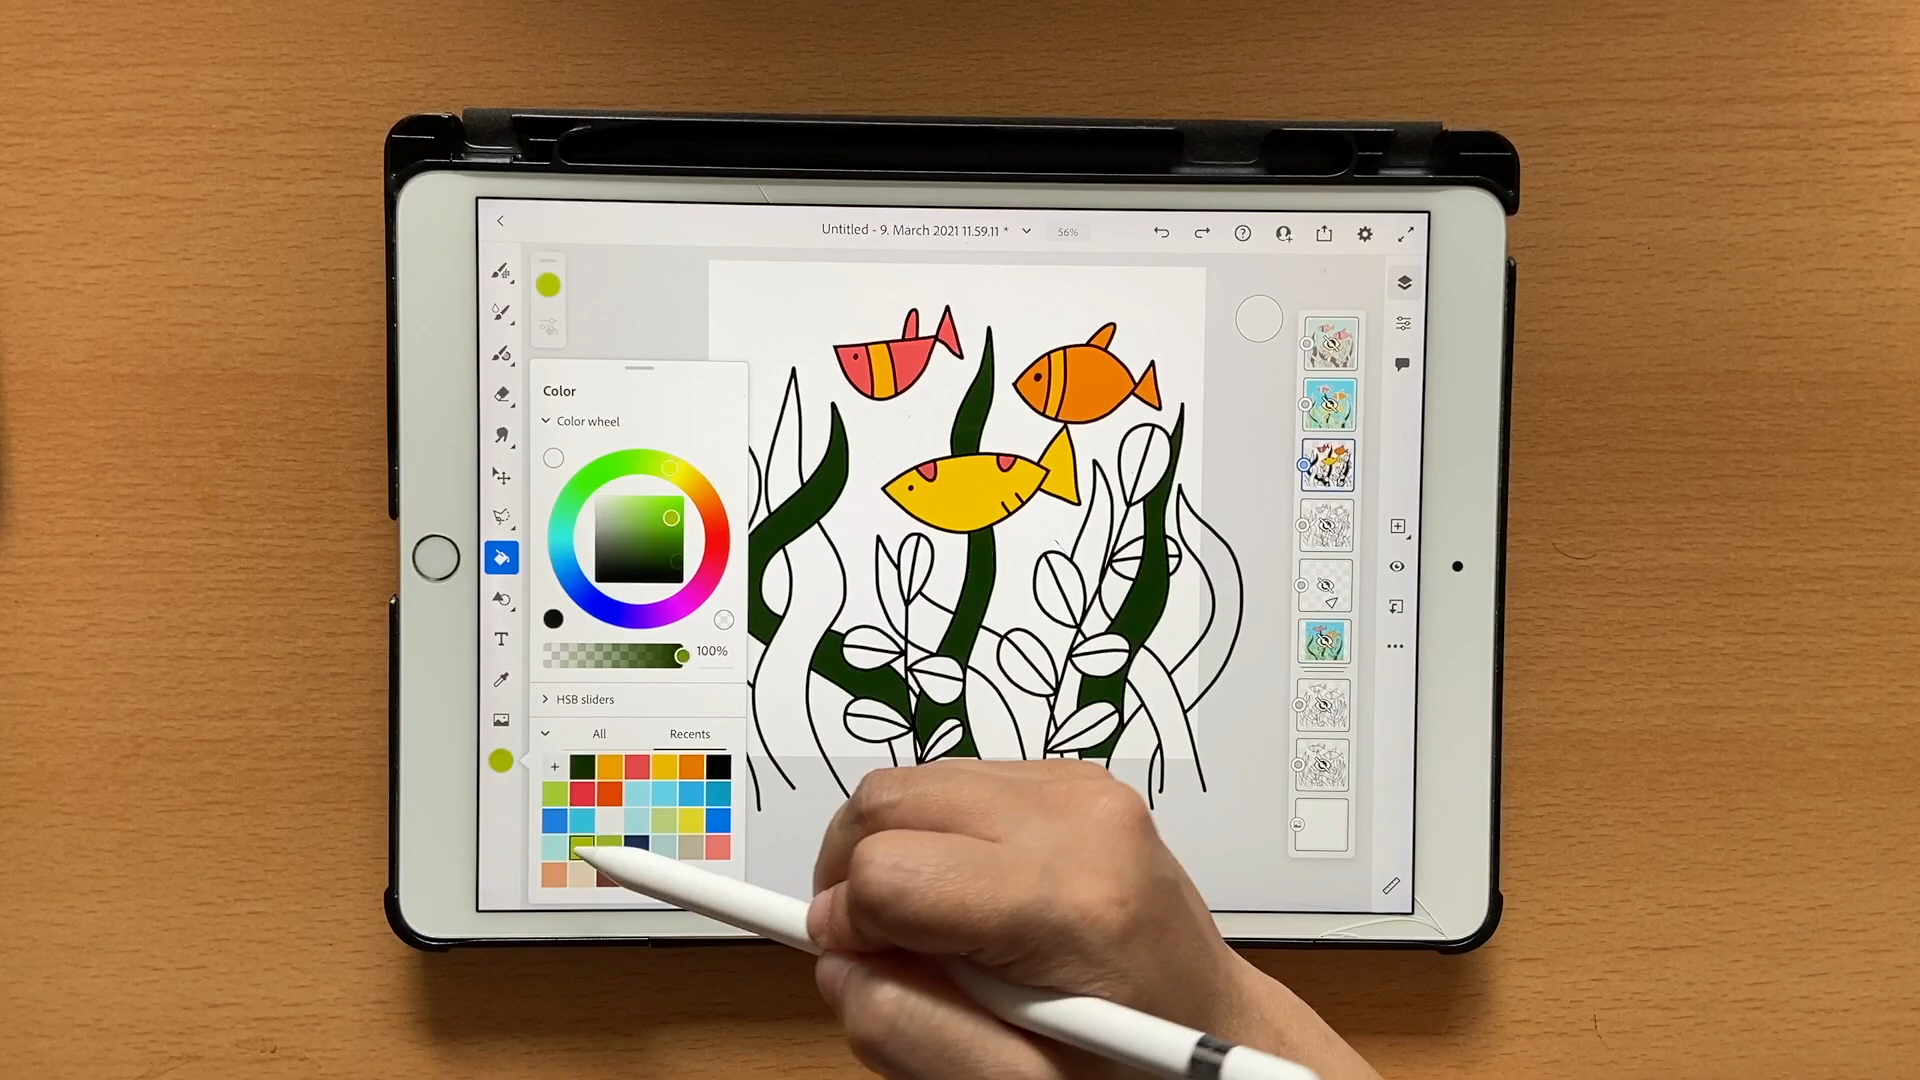 Untitled - 9. March 2021 11.59.11 *
56%
Color
Color wheel
100%
HSB sliders
All
Recents
T